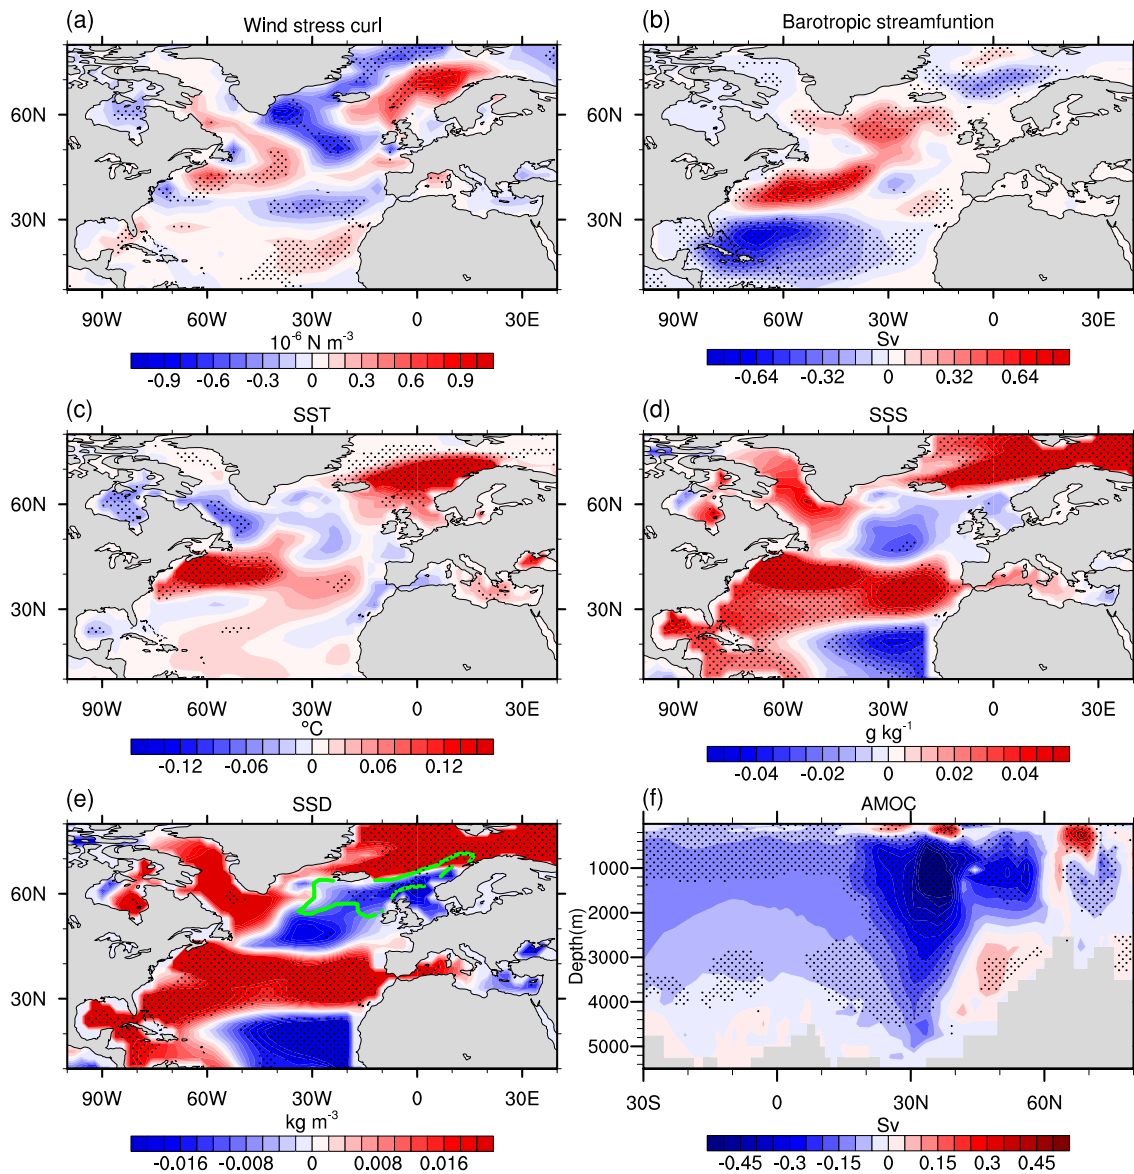 (a) Wind stress curl
60N
30N
90W 60W 30W 0 30E
10⁻⁶ N m⁻³
-0.9 -0.6 -0.3 0 0.3 0.6 0.9
(b) Barotropic streamfuntion
60N
30N
90W 60W 30W 0 30E
Sv
-0.64 -0.32 0 0.32 0.64
(c) SST
60N
30N
90W 60W 30W 0 30E
°C
-0.12 -0.06 0 0.06 0.12
(d) SSS
60N
30N
90W 60W 30W 0 30E
g kg⁻¹
-0.04 -0.02 0 0.02 0.04
(e) SSD
60N
30N
90W 60W 30W 0 30E
kg m⁻³
-0.016 -0.008 0 0.008 0.016
(f) AMOC
Depth(m)
1000
2000
3000
4000
5000
30S 0 30N 60N
Sv
-0.45 -0.3 -0.15 0 0.15 0.3 0.45